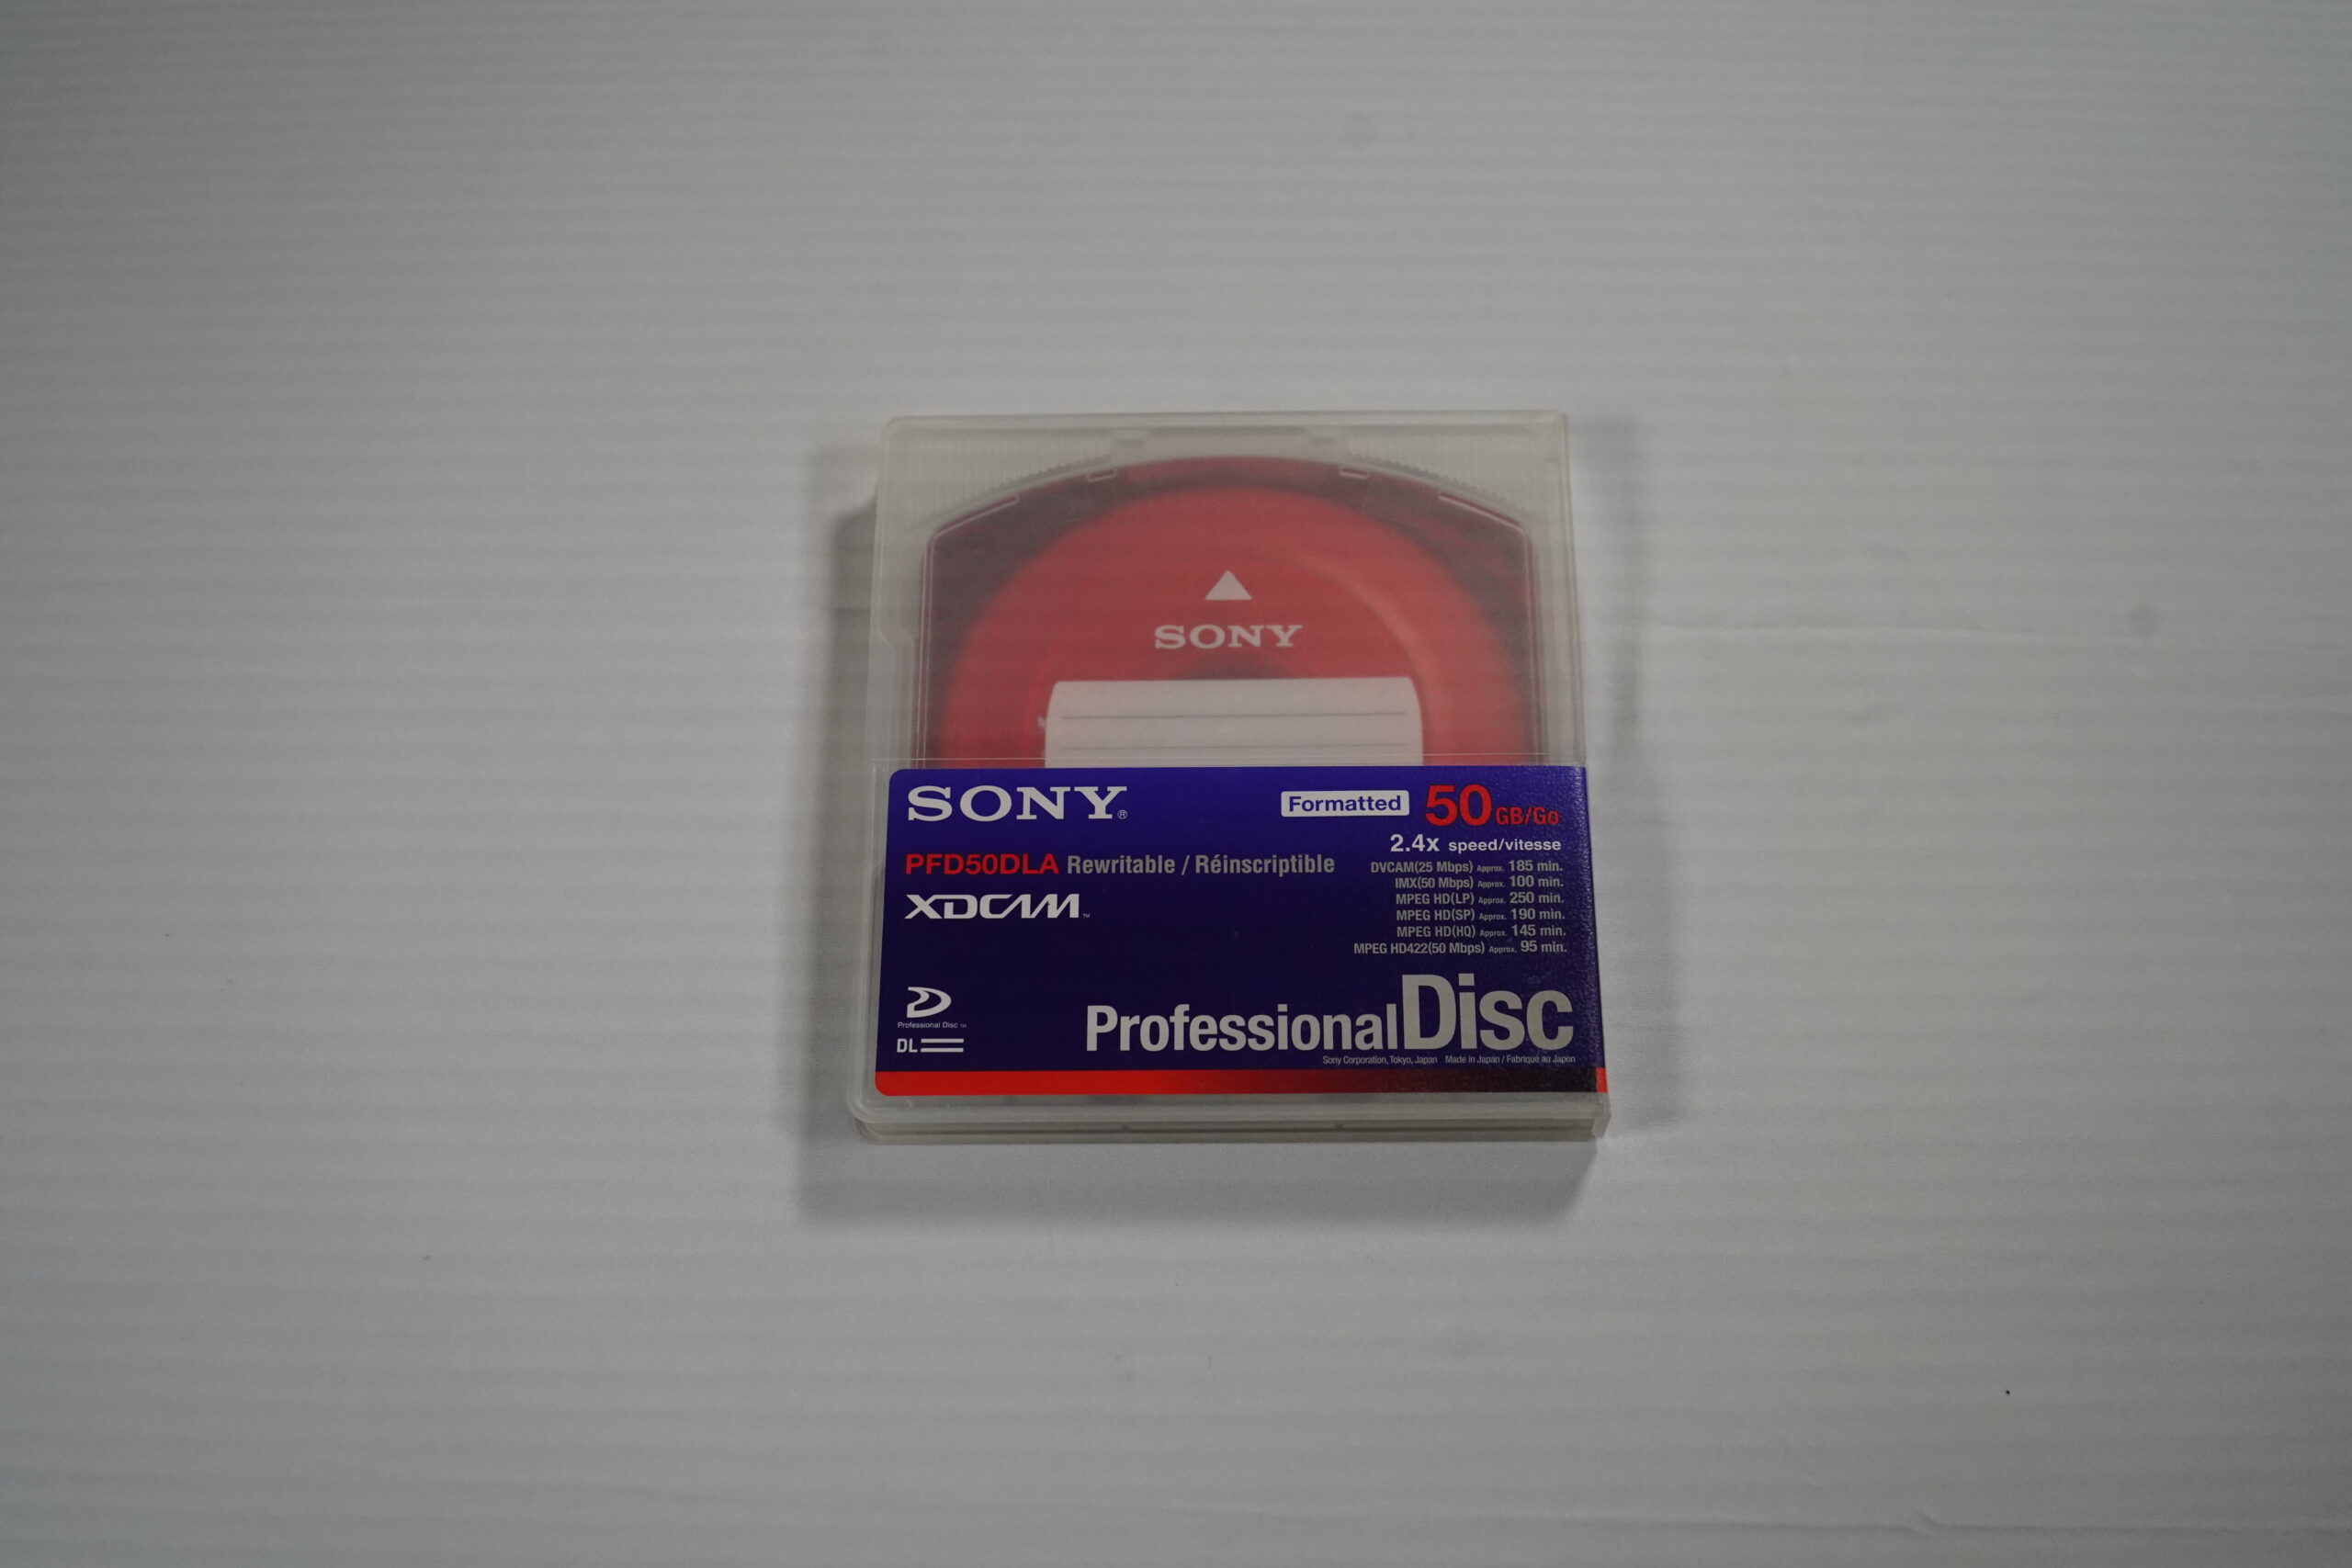 SONY
SONY®
Formatted 50 GB/Go
2.4x speed/vitesse
PFD50DLA Rewritable / Réinscriptible
XDCAM™
DVCAM(25 Mbps) Approx. 185 min.
IMX(50 Mbps) Approx. 100 min.
MPEG HD(LP) Approx. 250 min.
MPEG HD(SP) Approx. 190 min.
MPEG HD(HQ) Approx. 145 min.
MPEG HD422(50 Mbps) Approx. 95 min.
Professional Disc™
DL
ProfessionalDisc
Sony Corporation, Tokyo, Japan Made in Japan / Fabriqué au Japon